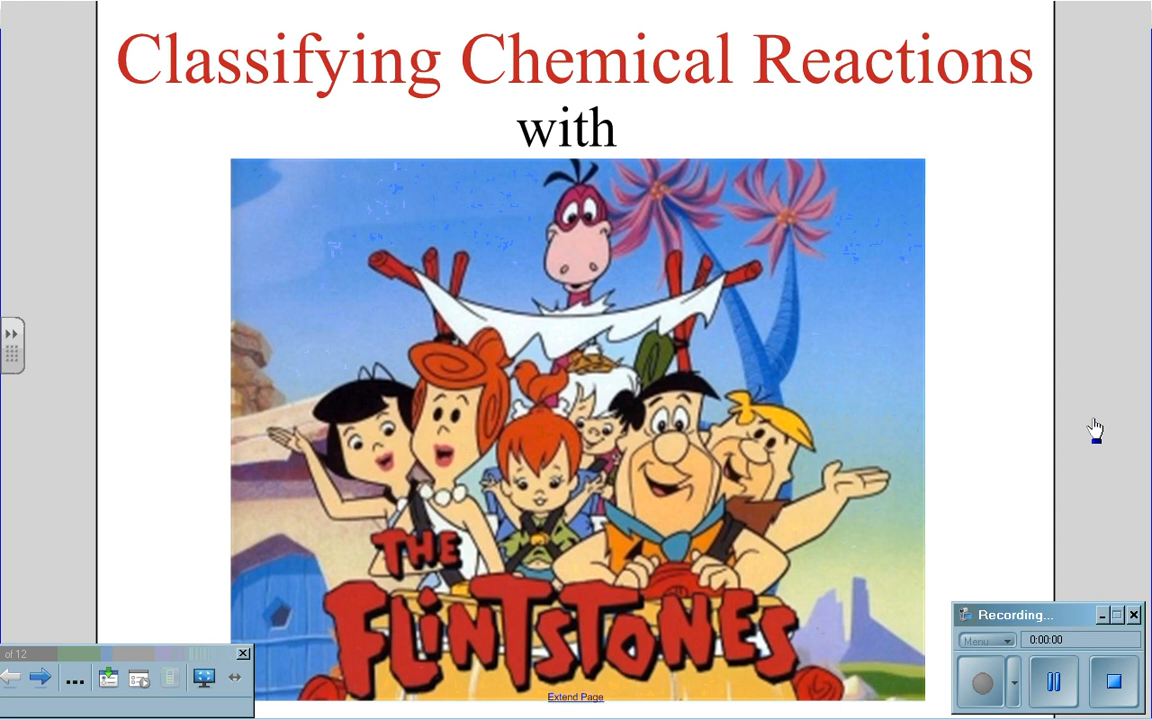 Classifying Chemical Reactions
with
THE
FLINTSTONES
Extend Page
of 12
...
Recording...
Menu
0:00:00